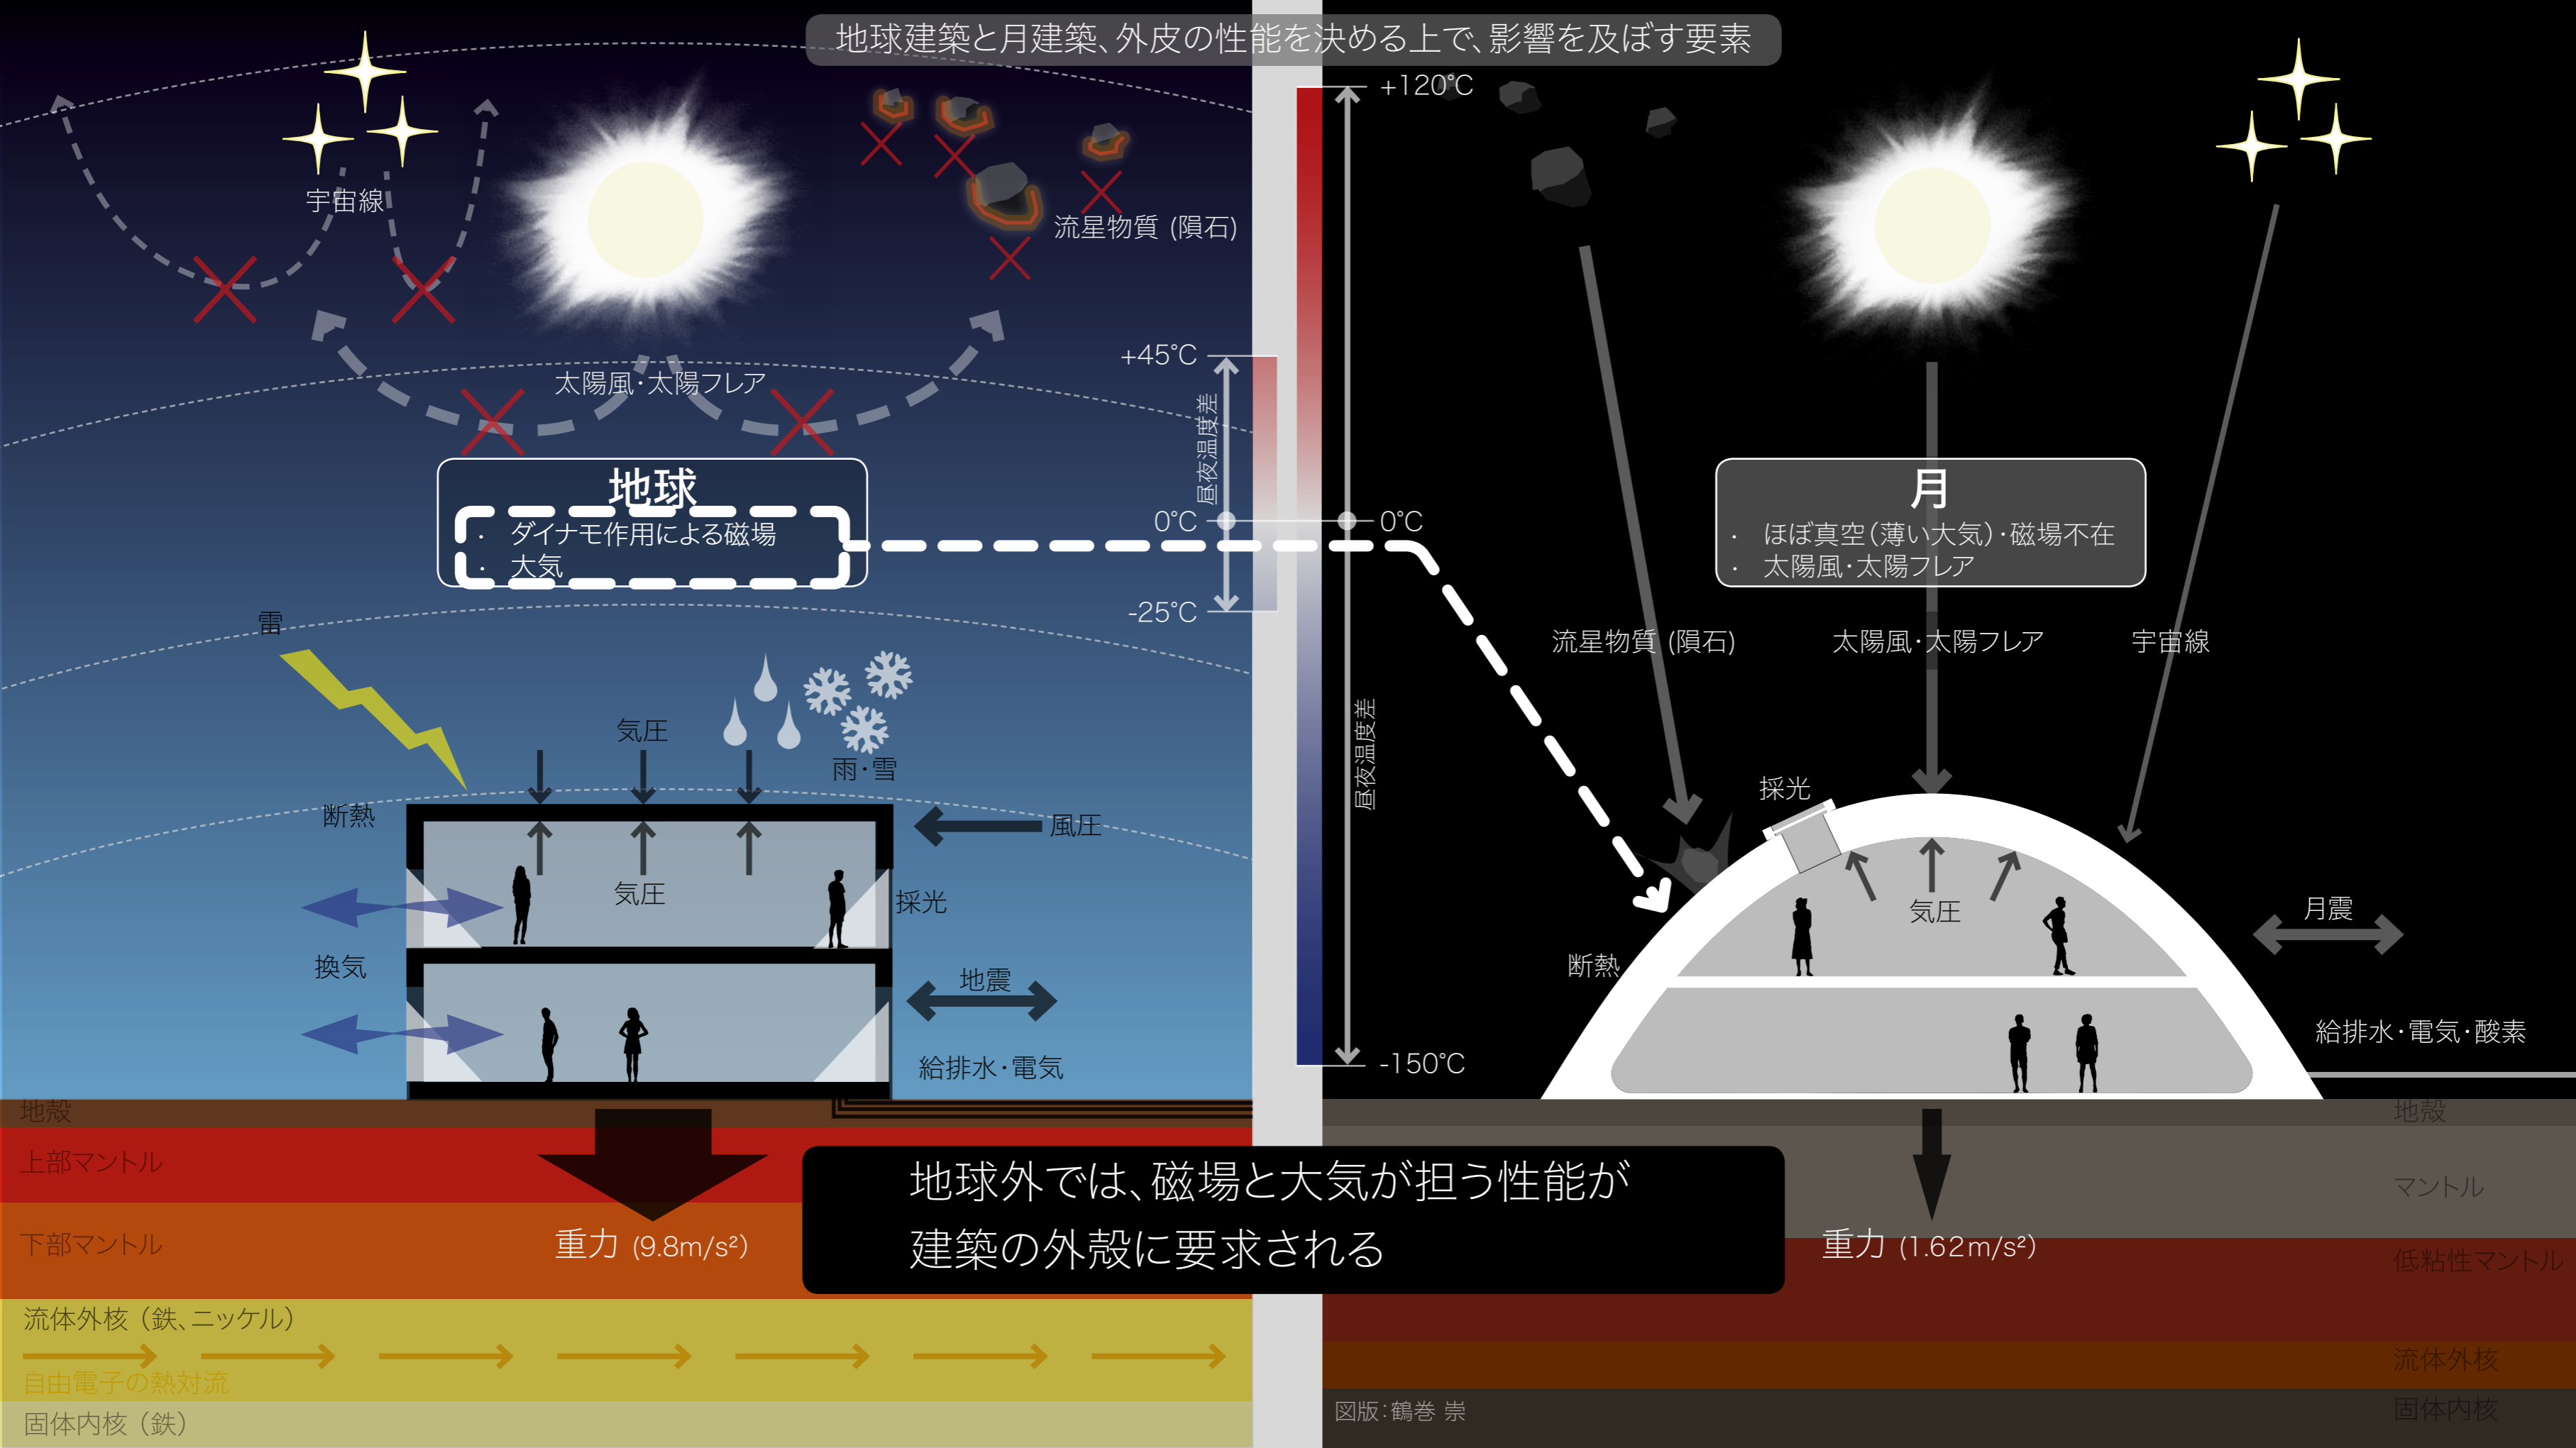 地球建築と月建築、外皮の性能を決める上で、影響を及ぼす要素
宇宙線
流星物質 (隕石)
太陽風・太陽フレア
地球
・ ダイナモ作用による磁場
・ 大気
雷
気圧
雨・雪
断熱
風圧
気圧
採光
換気
地震
給排水・電気
地殻
上部マントル
下部マントル
重力 (9.8m/s²)
流体外核 (鉄、ニッケル)
自由電子の熱対流
固体内核 (鉄)
+45℃
昼夜温度差
0℃
-25℃
+120℃
0℃
昼夜温度差
-150℃
月
・ ほぼ真空(薄い大気)・磁場不在
・ 太陽風・太陽フレア
流星物質 (隕石)
太陽風・太陽フレア
宇宙線
採光
気圧
断熱
月震
給排水・電気・酸素
地殻
マントル
重力 (1.62m/s²)
低粘性マントル
流体外核
固体内核
地球外では、磁場と大気が担う性能が
建築の外殻に要求される
図版：鶴巻 崇